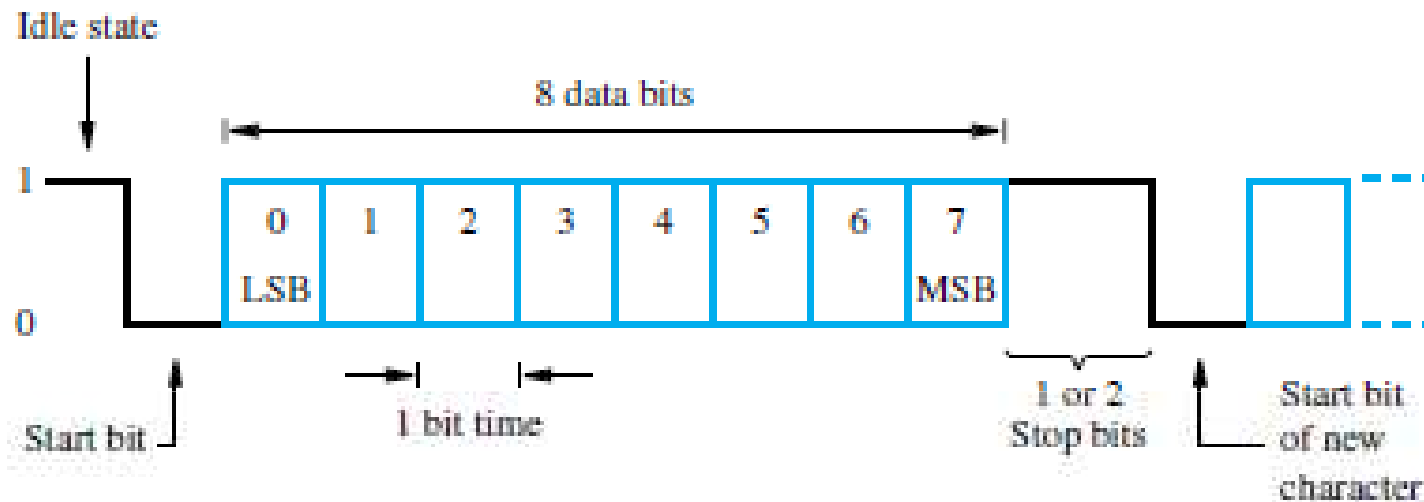 Idle state
8 data bits
1
0 1 2 3 4 5 6 7
LSB MSB
0
1 bit time
Start bit
1 or 2
Stop bits
Start bit
of new
character